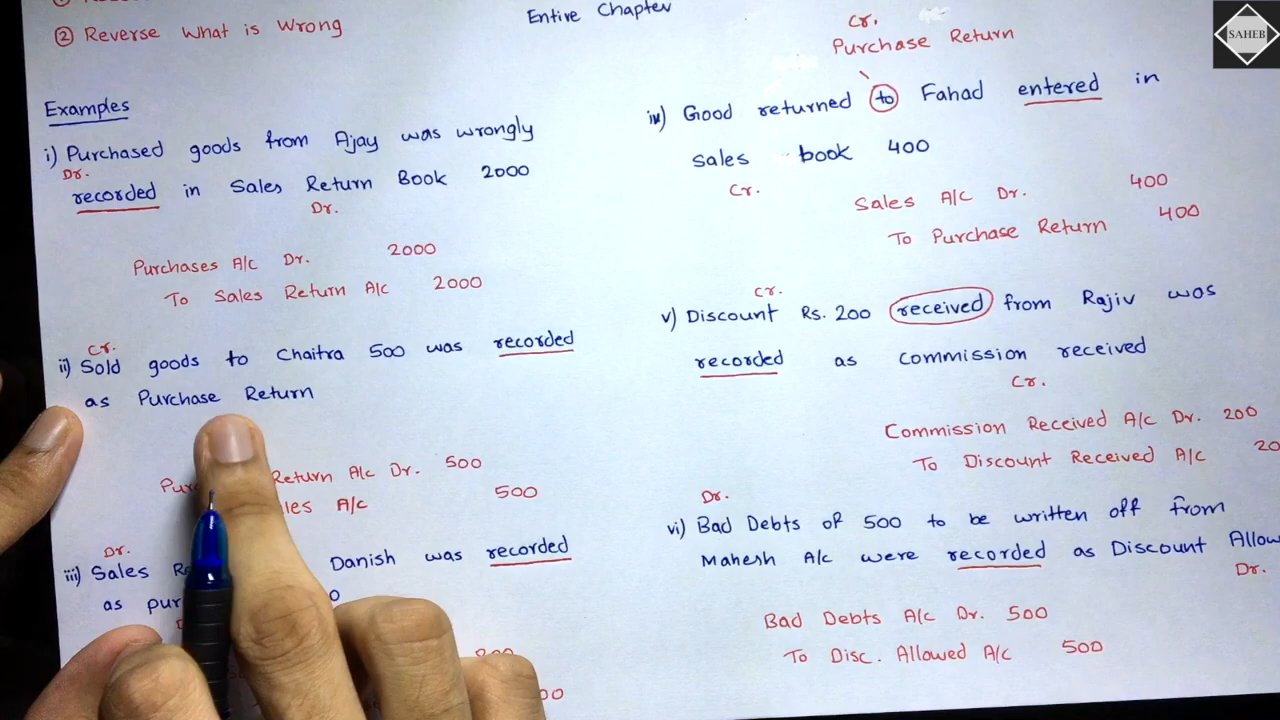 ② Reverse What is Wrong
Entire Chapter
SAHEB
Examples
i) Purchased goods from Ajay was wrongly
Dr.
recorded in Sales Return Book 2000
Dr.
Purchases A/c Dr. 2000
To Sales Return A/c 2000
Cr.
ii) Sold goods to Chaitra 500 was recorded
as Purchase Return
Return A/c Dr. 500
A/c 500
Dr.
iii) Sales Danish was recorded
as
Cr.
Purchase Return
iv) Good returned to Fahad entered in
sales book 400
Cr.
Sales A/c Dr. 400
To Purchase Return 400
Cr.
v) Discount Rs. 200 received from Rajiv was
recorded as commission received
Cr.
Commission Received A/c Dr. 200
To Discount Received A/c 20
Dr.
vi) Bad Debts of 500 to be written off from
Mahesh A/c were recorded as Discount Allow
Dr.
Bad Debts A/c Dr. 500
To Disc. Allowed A/c 500